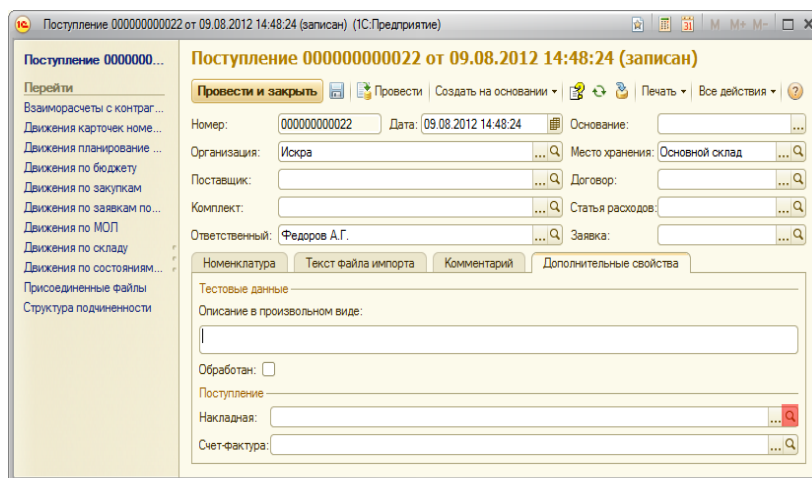 Поступление 000000000022 от 09.08.2012 14:48:24 (записан) (1С:Предприятие)
M M+ M-
Поступление 0000000...
Перейти
Взаиморасчеты с контраг...
Движения карточек номе...
Движения планирование ...
Движения по бюджету
Движения по закупкам
Движения по заявкам по...
Движения по МОЛ
Движения по складу
Движения по состояниям...
Присоединенные файлы
Структура подчиненности
Поступление 000000000022 от 09.08.2012 14:48:24 (записан)
Провести и закрыть Провести Создать на основании Печать Все действия
Номер: 000000000022 Дата: 09.08.2012 14:48:24 Основание: ...
Организация: Искра ... Место хранения: Основной склад ...
Поставщик: ... Договор: ...
Комплект: ... Статья расходов: ...
Ответственный: Федоров А.Г. ... Заявка: ...
Номенклатура Текст файла импорта Комментарий Дополнительные свойства
Тестовые данные
Описание в произвольном виде:
Обработан:
Поступление
Накладная: ...
Счет-фактура: ...